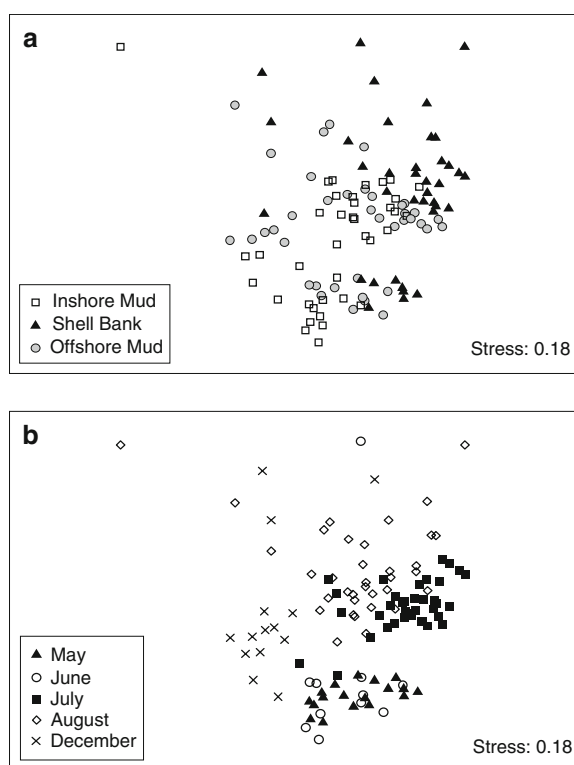 a
Inshore Mud
Shell Bank
Offshore Mud
Stress: 0.18
b
May
June
July
August
December
Stress: 0.18